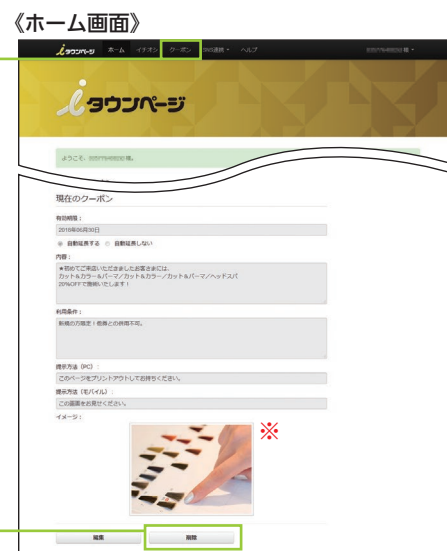 《ホーム画面》
iタウンページ ホーム イチオシ クーポン SNS連携 ヘルプ 様
iタウンページ
ようこそ、 様。
現在のクーポン
有効期限：
2018年06月30日
自動延長する 自動延長しない
内容：
★初めてご来店いただきましたお客さまには、
カット＆カラー＆パーマ／カット＆カラー／カット＆パーマ／ヘッドスパ
20%OFFで施術いたします！
利用条件：
新規の方限定！他券との併用不可。
提示方法（PC）：
このページをプリントアウトしてお持ちください。
提示方法（モバイル）：
この画面をお見せください。
イメージ：
※
編集 削除